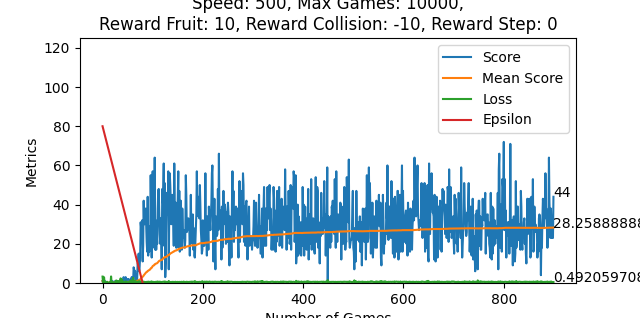 Speed: 500, Max Games: 10000,
Reward Fruit: 10, Reward Collision: -10, Reward Step: 0
Metrics
120
100
80
60
40
20
0
Score
Mean Score
Loss
Epsilon
44
28.25888888
0.492059708
0 200 400 600 800
Number of Games